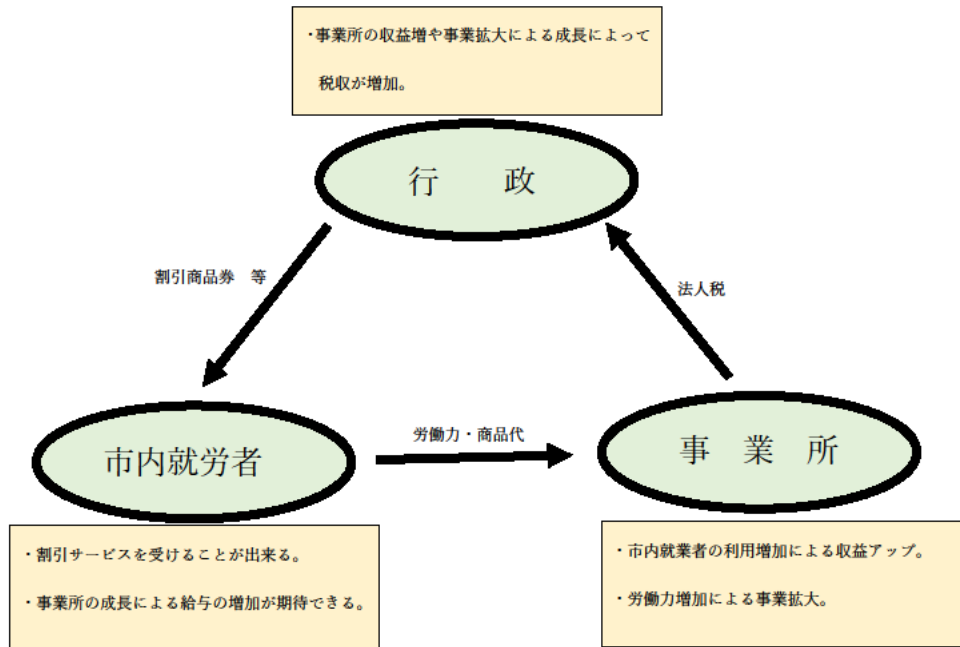 ・事業所の収益増や事業拡大による成長によって
税収が増加。
行　　政
割引商品券　等
法人税
労働力・商品代
市内就労者
事　業　所
・割引サービスを受けることが出来る。
・事業所の成長による給与の増加が期待できる。
・市内就業者の利用増加による収益アップ。
・労働力増加による事業拡大。